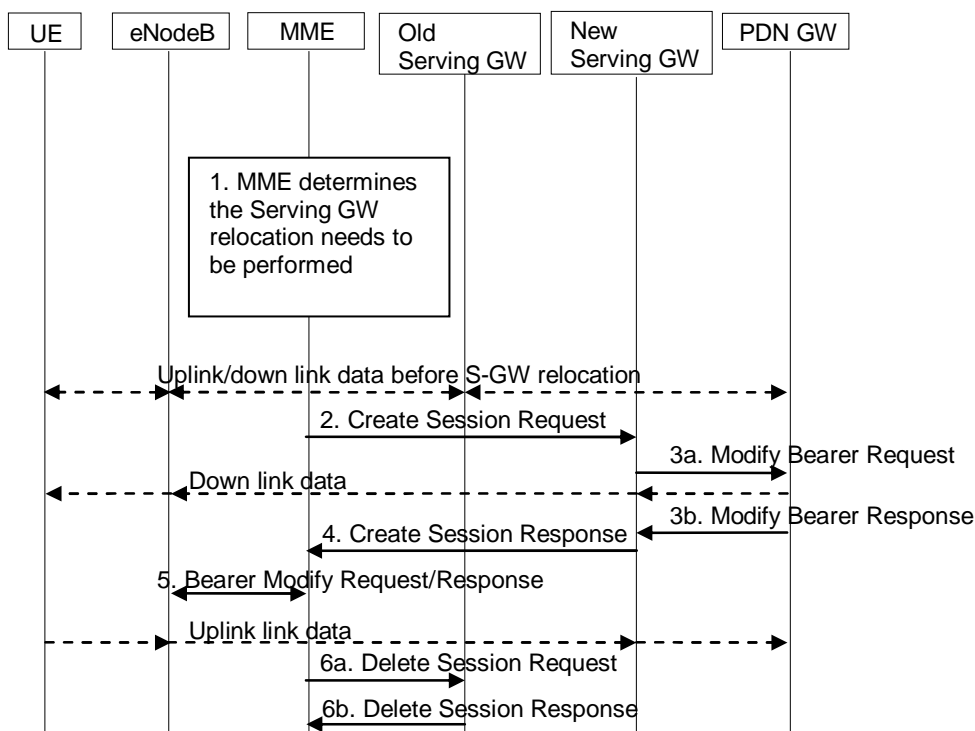 UE
eNodeB
MME
Old
Serving GW
New
Serving GW
PDN GW
1. MME determines
the Serving GW
relocation needs to
be performed
Uplink/down link data before S-GW relocation
2. Create Session Request
3a. Modify Bearer Request
Down link data
3b. Modify Bearer Response
4. Create Session Response
5. Bearer Modify Request/Response
Uplink link data
6a. Delete Session Request
6b. Delete Session Response